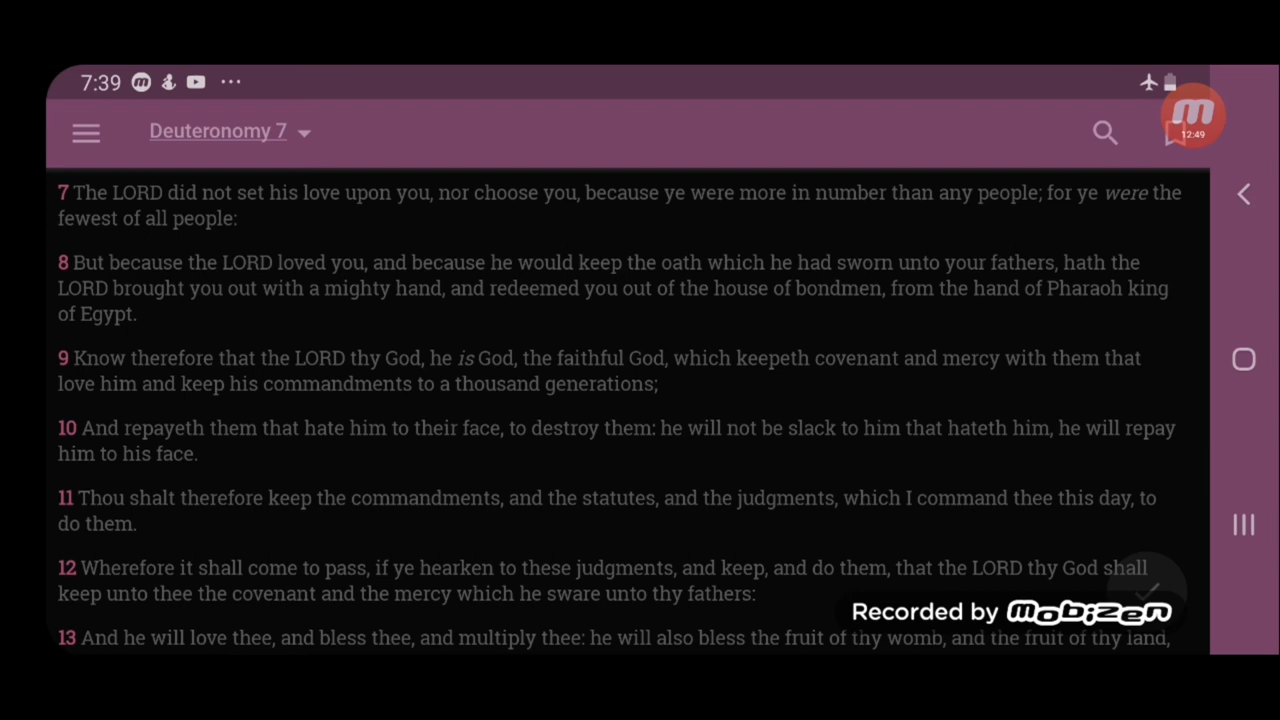 7:39
12:49
Deuteronomy 7
7 The LORD did not set his love upon you, nor choose you, because ye were more in number than any people; for ye were the
fewest of all people:
8 But because the LORD loved you, and because he would keep the oath which he had sworn unto your fathers, hath the
LORD brought you out with a mighty hand, and redeemed you out of the house of bondmen, from the hand of Pharaoh king
of Egypt.
9 Know therefore that the LORD thy God, he is God, the faithful God, which keepeth covenant and mercy with them that
love him and keep his commandments to a thousand generations;
10 And repayeth them that hate him to their face, to destroy them: he will not be slack to him that hateth him, he will repay
him to his face.
11 Thou shalt therefore keep the commandments, and the statutes, and the judgments, which I command thee this day, to
do them.
12 Wherefore it shall come to pass, if ye hearken to these judgments, and keep, and do them, that the LORD thy God shall
keep unto thee the covenant and the mercy which he sware unto thy fathers:
Recorded by mobizen
13 And he will love thee, and bless thee, and multiply thee: he will also bless the fruit of thy womb, and the fruit of thy land,